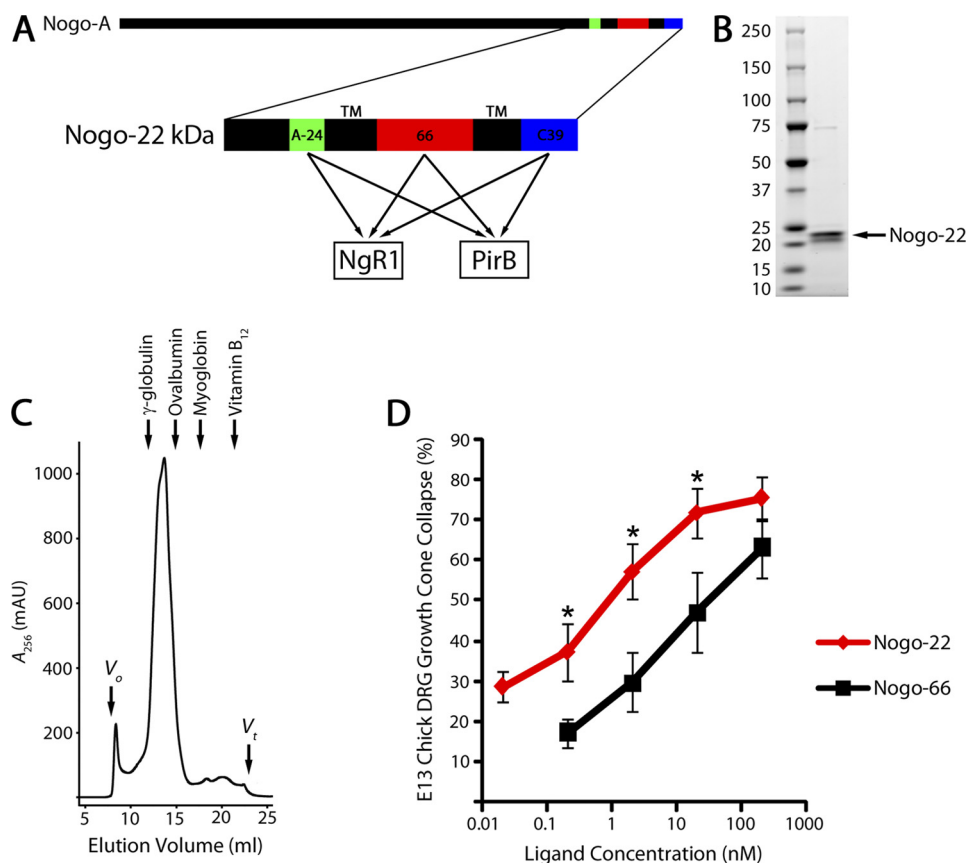 A
Nogo-A
TM
TM
Nogo-22 kDa
A-24
66
C39
NgR1
PirB
B
250
150
100
75
50
37
25
20
15
10
Nogo-22
C
γ-globulin
Ovalbumin
Myoglobin
Vitamin B12
1000
800
600
400
200
A256 (mAU)
Vo
Vt
5
10
15
20
25
Elution Volume (ml)
D
E13 Chick DRG Growth Cone Collapse (%)
90
80
70
60
50
40
30
20
10
*
*
*
0.01
0.1
1
10
100
1000
Ligand Concentration (nM)
Nogo-22
Nogo-66